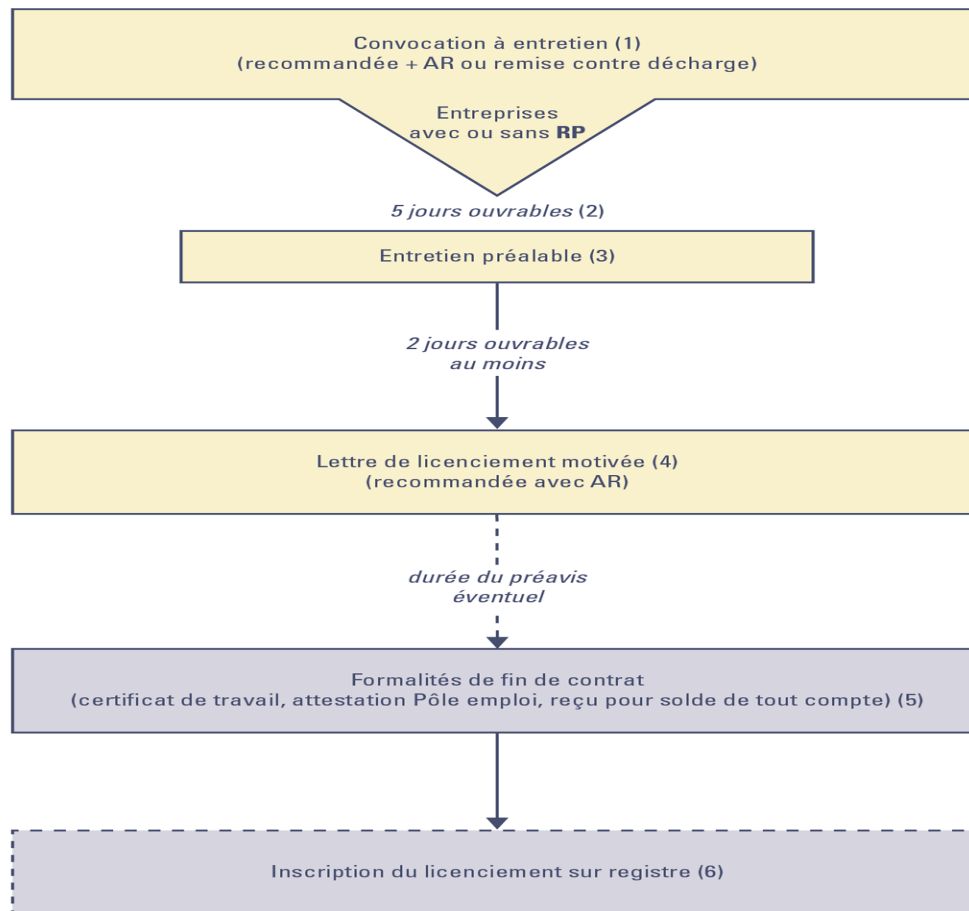 Convocation à entretien (1)
(recommandée + AR ou remise contre décharge)
Entreprises
avec ou sans RP
5 jours ouvrables (2)
Entretien préalable (3)
2 jours ouvrables
au moins
Lettre de licenciement motivée (4)
(recommandée avec AR)
durée du préavis
éventuel
Formalités de fin de contrat
(certificat de travail, attestation Pôle emploi, reçu pour solde de tout compte) (5)
Inscription du licenciement sur registre (6)